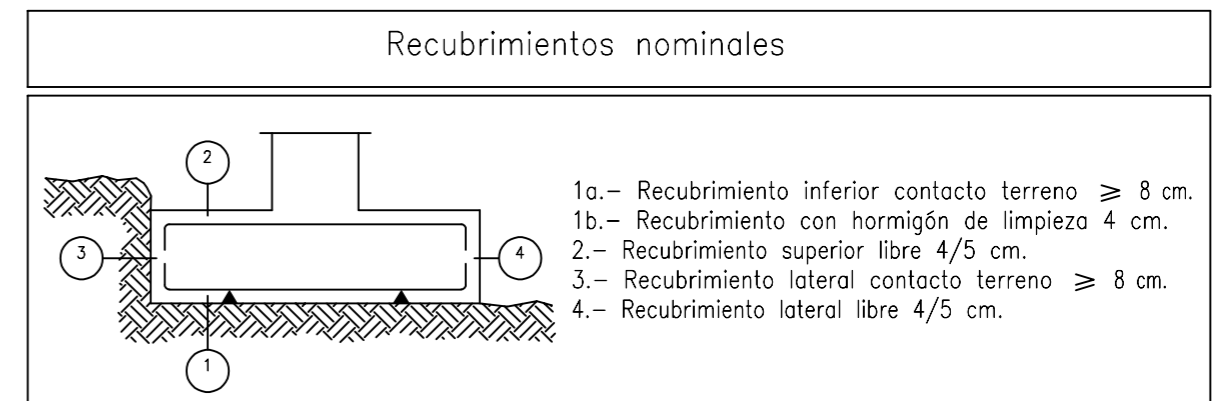 Recubrimientos nominales
2
3
4
1
1a.- Recubrimiento inferior contacto terreno ⩾ 8 cm.
1b.- Recubrimiento con hormigón de limpieza 4 cm.
2.- Recubrimiento superior libre 4/5 cm.
3.- Recubrimiento lateral contacto terreno ⩾ 8 cm.
4.- Recubrimiento lateral libre 4/5 cm.